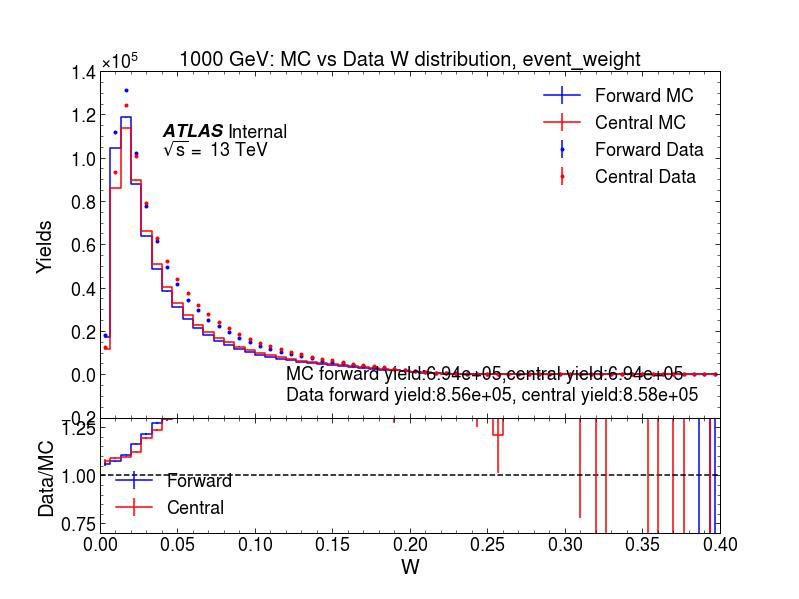 ×10⁵
1000 GeV: MC vs Data W distribution, event_weight
1.4
1.2
1.0
0.8
0.6
0.4
0.2
0.0
0.2
Yields
ATLAS Internal
√s = 13 TeV
Forward MC
Central MC
Forward Data
Central Data
MC forward yield:6.94e+05,central yield:6.94e+05
Data forward yield:8.56e+05, central yield:8.58e+05
1.25
1.00
0.75
Data/MC
Forward
Central
0.00 0.05 0.10 0.15 0.20 0.25 0.30 0.35 0.40
W